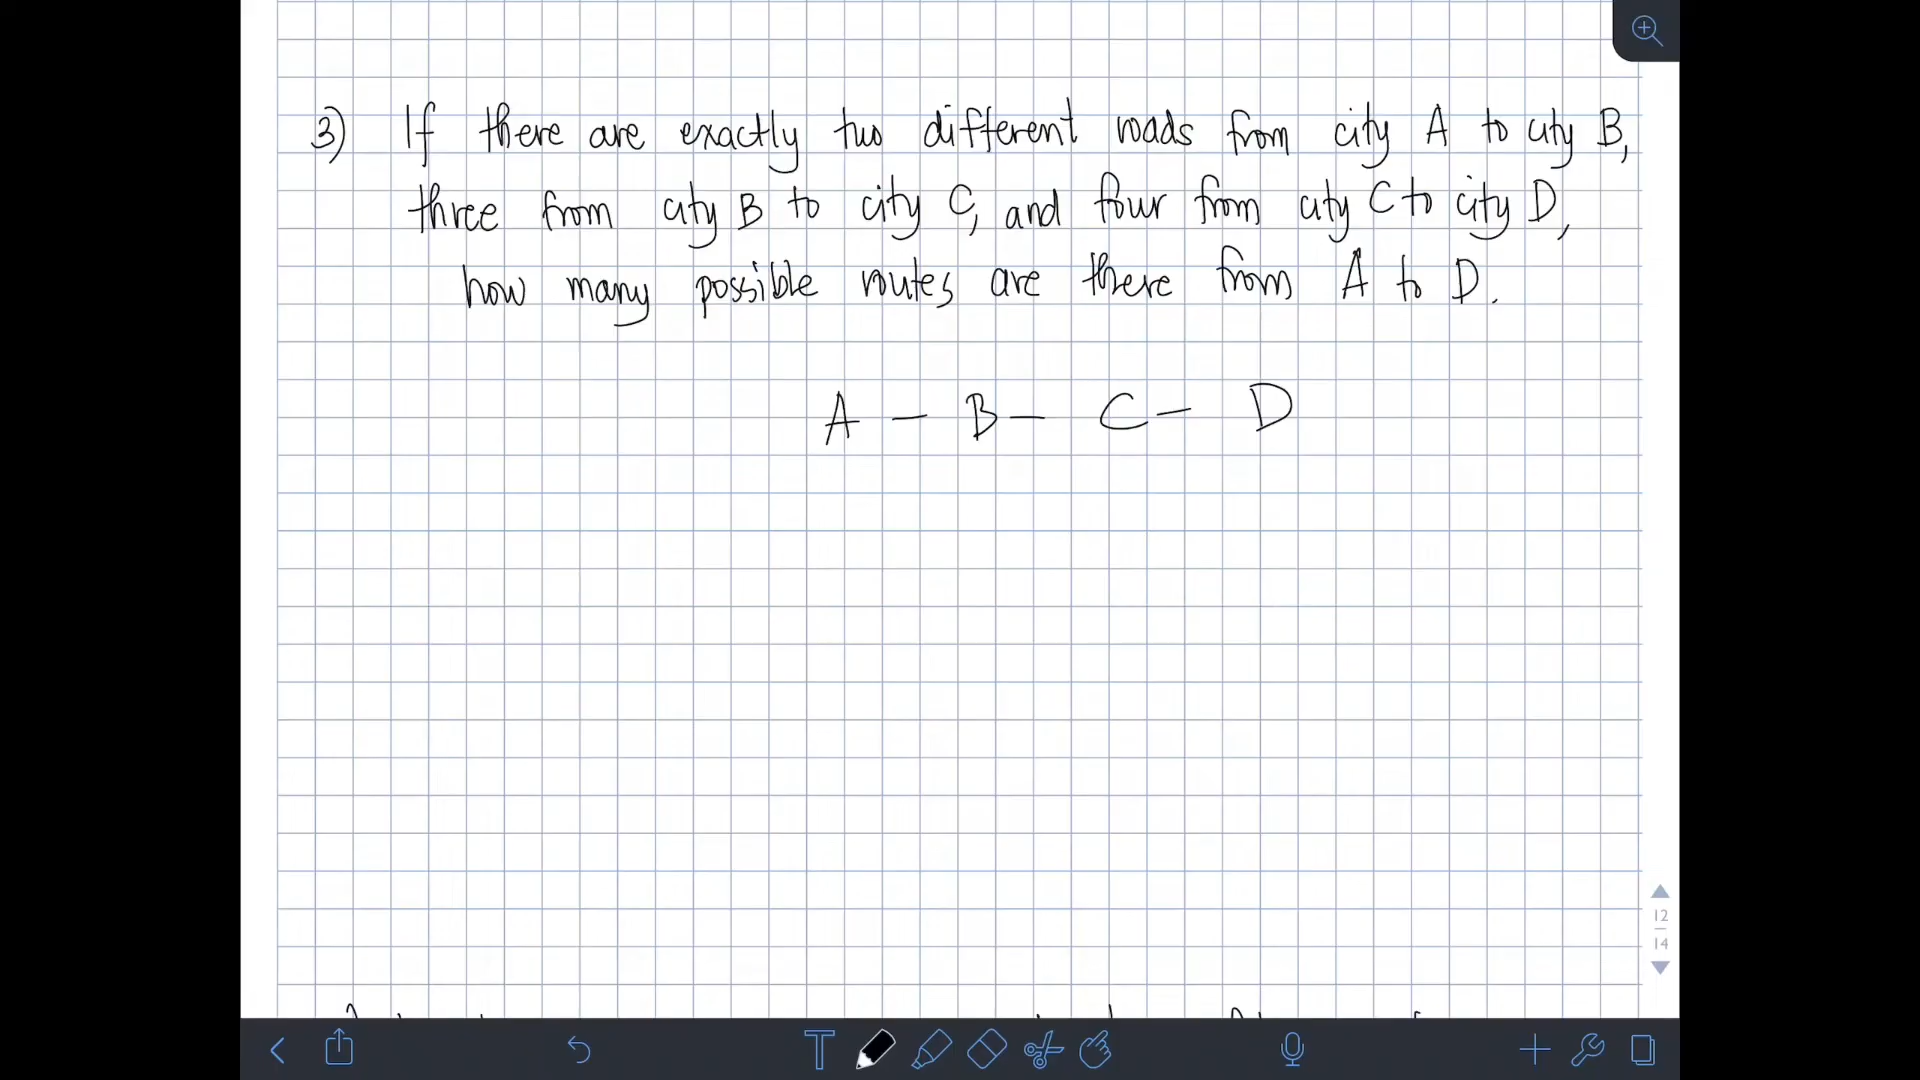 3) If there are exactly two different roads from city A to city B,
three from city B to city C, and four from city C to city D,
how many possible routes are there from A to D.
A - B - C - D
12
14
T